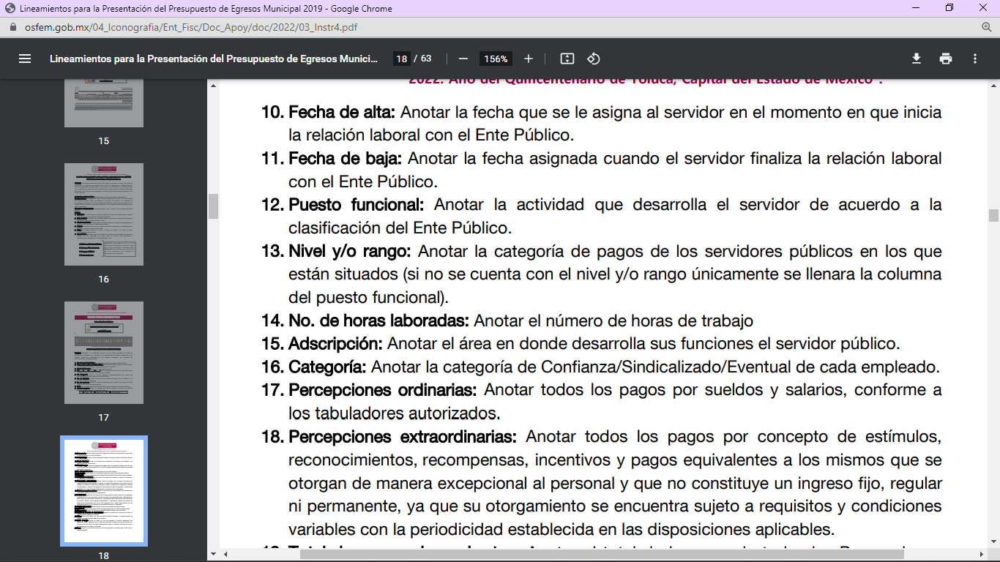 Lineamientos para la Presentación del Presupuesto de Egresos Municipal 2019 - Google Chrome
osfem.gob.mx/04_Iconografia/Ent_Fisc/Doc_Apoy/doc/2022/03_Instr4.pdf
Lineamientos para la Presentación del Presupuesto de Egresos Munici... 18 / 63 156%
2022. Año del Quincentenario de Toluca, Capital del Estado de México".
10. Fecha de alta: Anotar la fecha que se le asigna al servidor en el momento en que inicia
la relación laboral con el Ente Público.
11. Fecha de baja: Anotar la fecha asignada cuando el servidor finaliza la relación laboral
con el Ente Público.
12. Puesto funcional: Anotar la actividad que desarrolla el servidor de acuerdo a la
clasificación del Ente Público.
13. Nivel y/o rango: Anotar la categoría de pagos de los servidores públicos en los que
están situados (si no se cuenta con el nivel y/o rango únicamente se llenara la columna
del puesto funcional).
14. No. de horas laboradas: Anotar el número de horas de trabajo
15. Adscripción: Anotar el área en donde desarrolla sus funciones el servidor público.
16. Categoría: Anotar la categoría de Confianza/Sindicalizado/Eventual de cada empleado.
17. Percepciones ordinarias: Anotar todos los pagos por sueldos y salarios, conforme a
los tabuladores autorizados.
18. Percepciones extraordinarias: Anotar todos los pagos por concepto de estímulos,
reconocimientos, recompensas, incentivos y pagos equivalentes a los mismos que se
otorgan de manera excepcional al personal y que no constituye un ingreso fijo, regular
ni permanente, ya que su otorgamiento se encuentra sujeto a requisitos y condiciones
variables con la periodicidad establecida en las disposiciones aplicables.
15
16
17
18